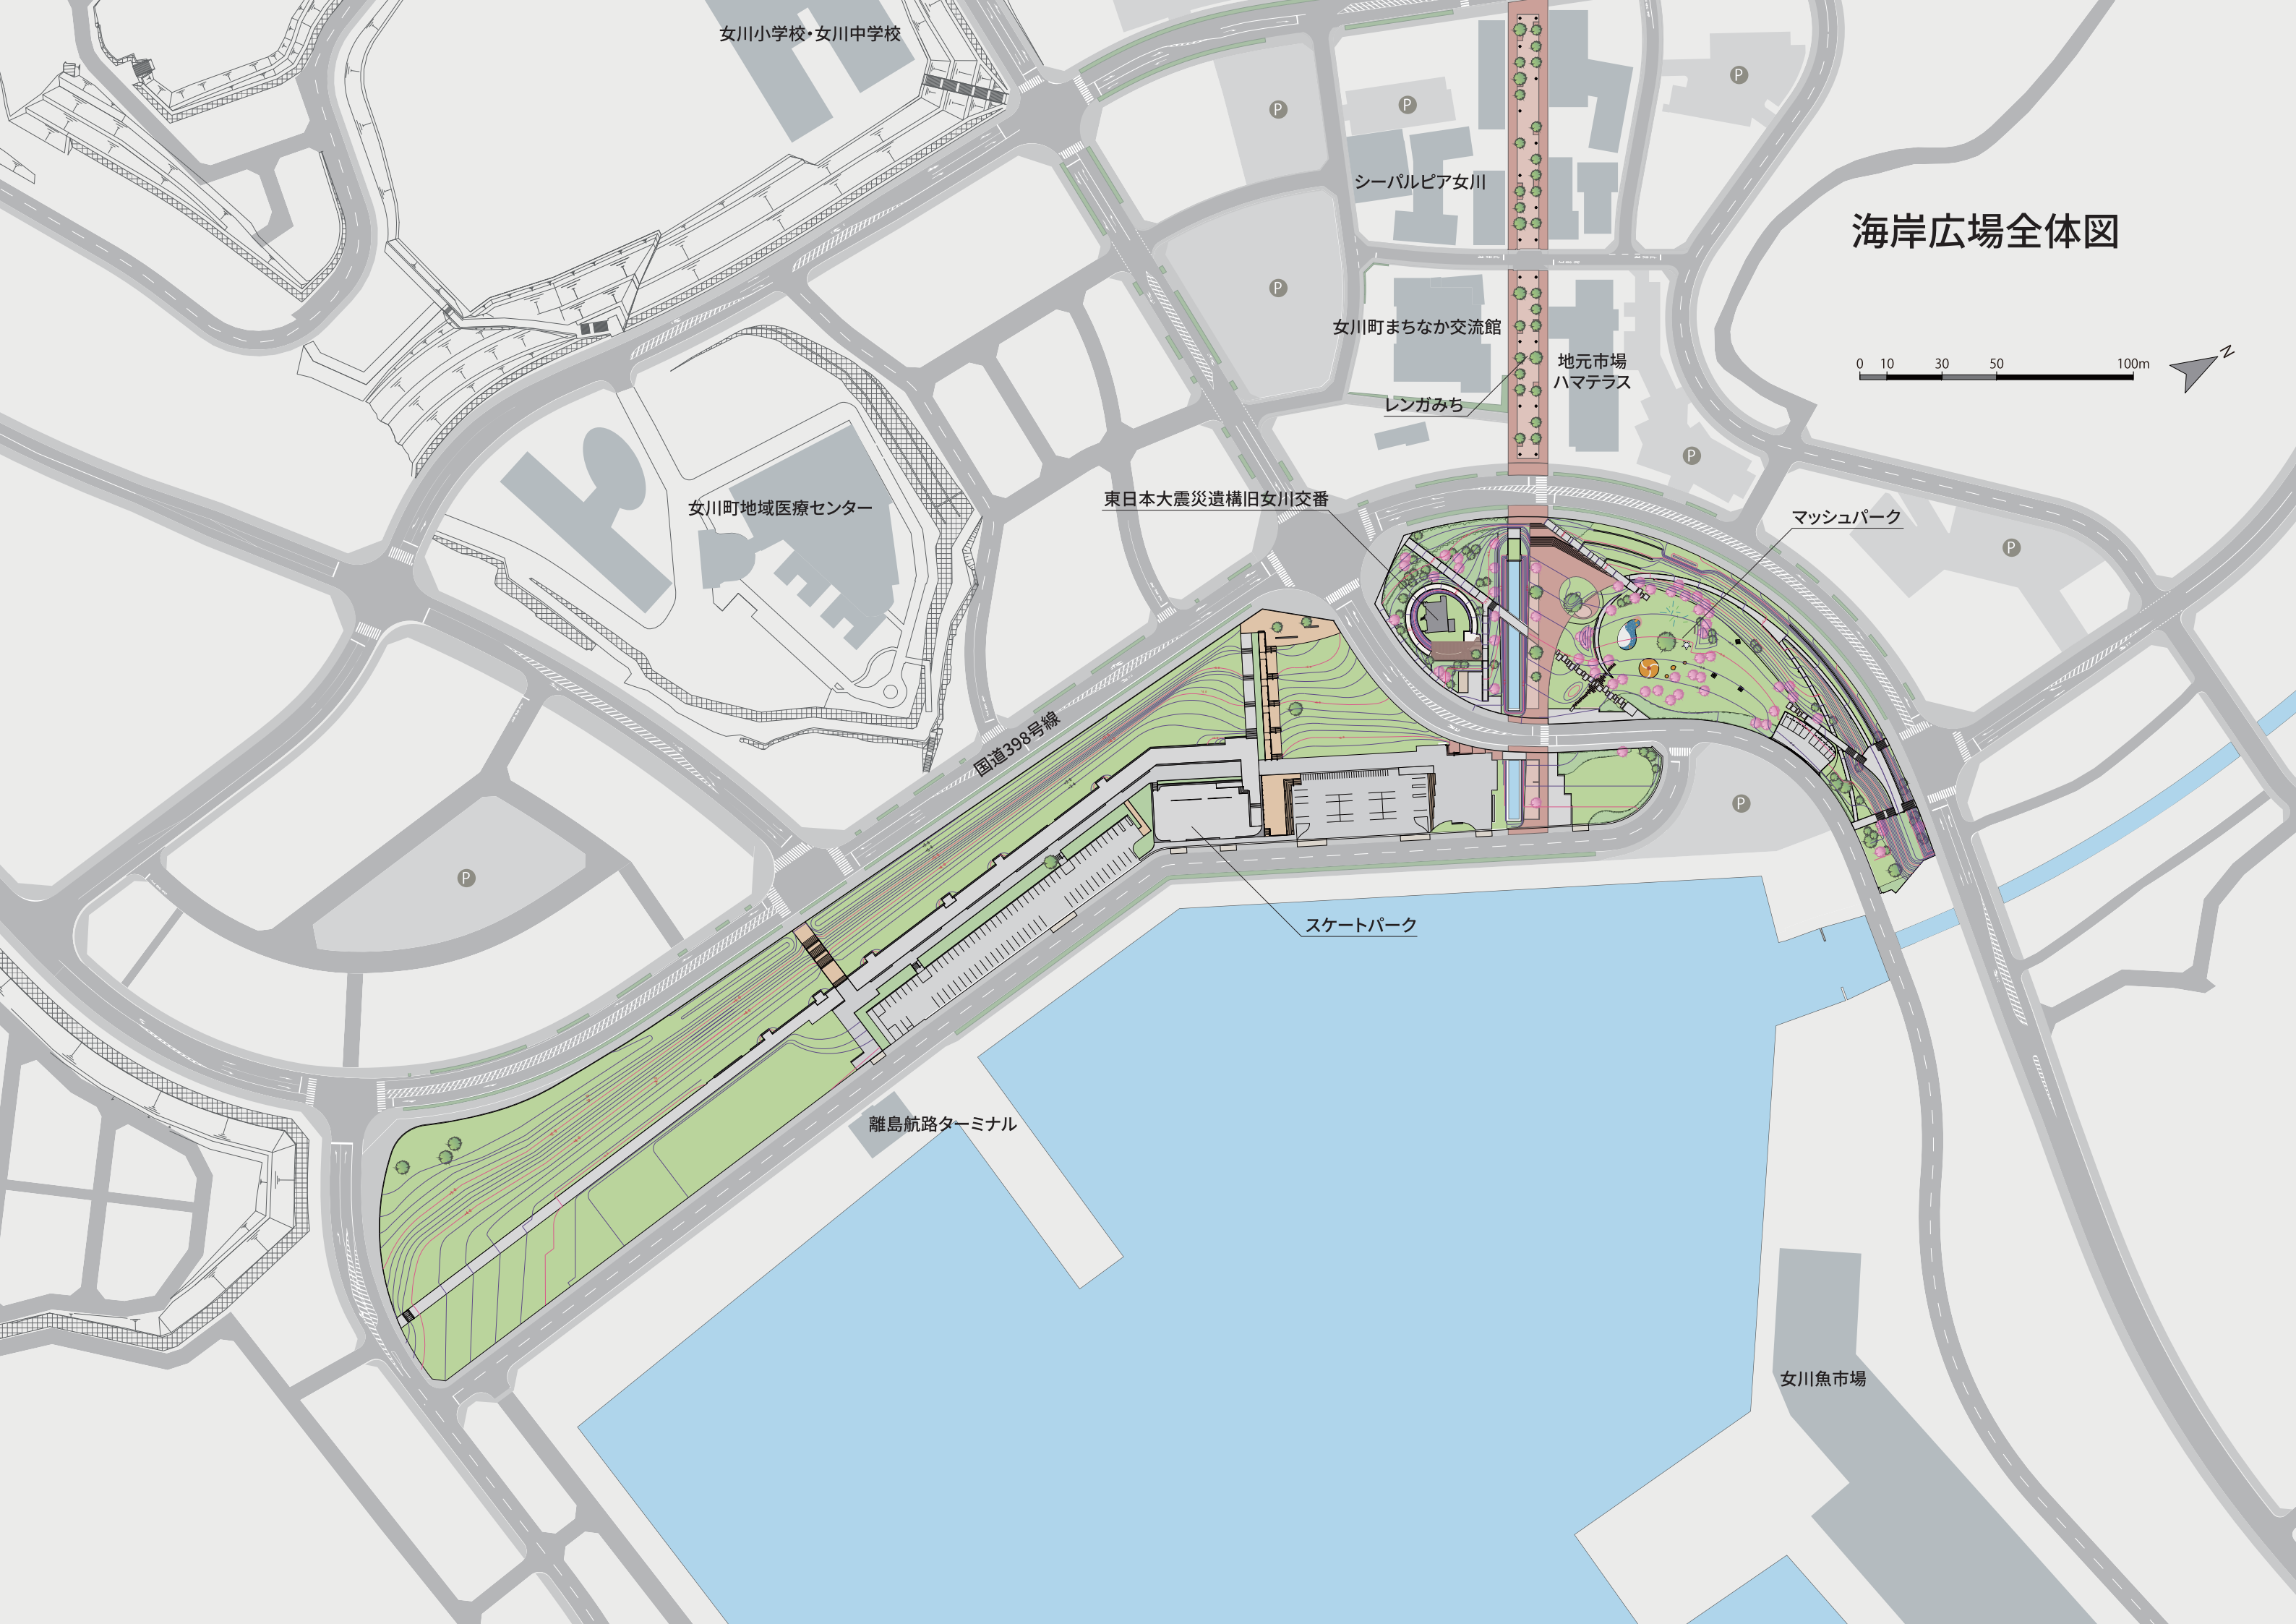 女川小学校・女川中学校
P
P
P
シーパルピア女川
海岸広場全体図
P
女川町まちなか交流館
地元市場
ハマテラス
0 10 30 50 100m
N
レンガみち
P
女川町地域医療センター
東日本大震災遺構旧女川交番
マッシュパーク
P
国道398号線
P
P
スケートパーク
離島航路ターミナル
女川魚市場